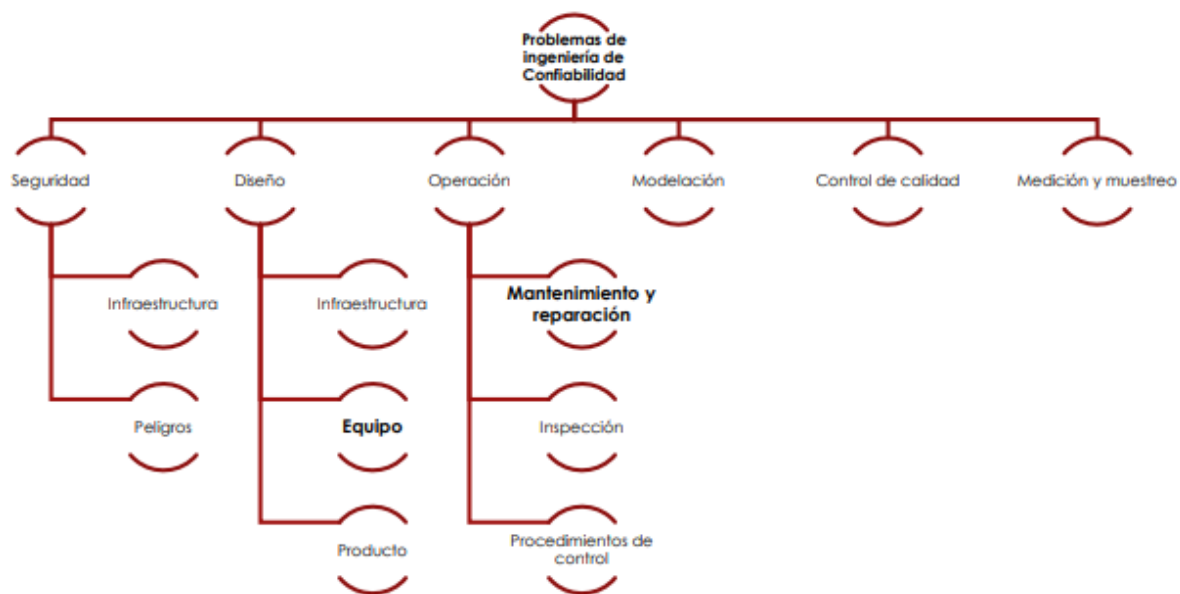 Problemas de
ingeniería de
Confiabilidad
Seguridad
Diseño
Operación
Modelación
Control de calidad
Medición y muestreo
Infraestructura
Infraestructura
Mantenimiento y
reparación
Peligros
Equipo
Inspección
Producto
Procedimientos de
control